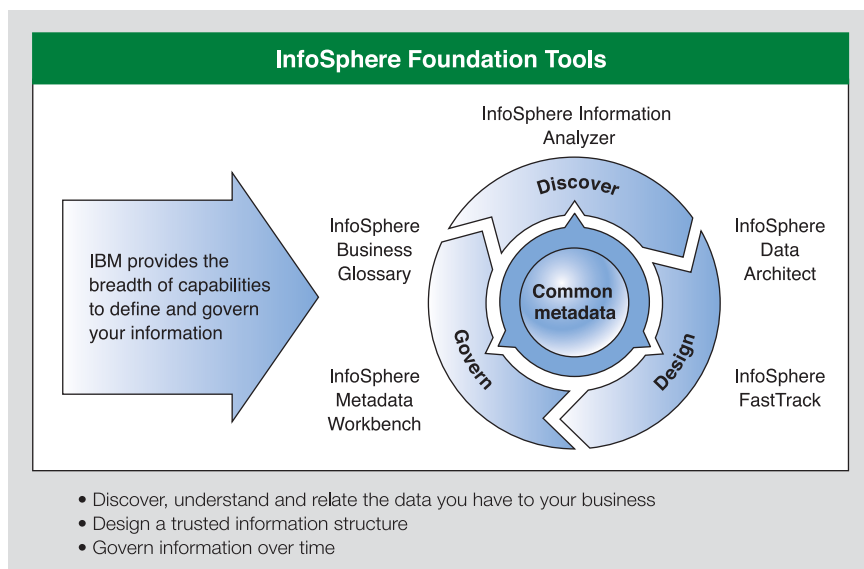 InfoSphere Foundation Tools
InfoSphere Information
Analyzer
Discover
InfoSphere
Business
Glossary
InfoSphere
Data
Architect
IBM provides the
breadth of capabilities
to define and govern
your information
Common
metadata
Govern
Design
InfoSphere
Metadata
Workbench
InfoSphere
FastTrack
• Discover, understand and relate the data you have to your business
• Design a trusted information structure
• Govern information over time